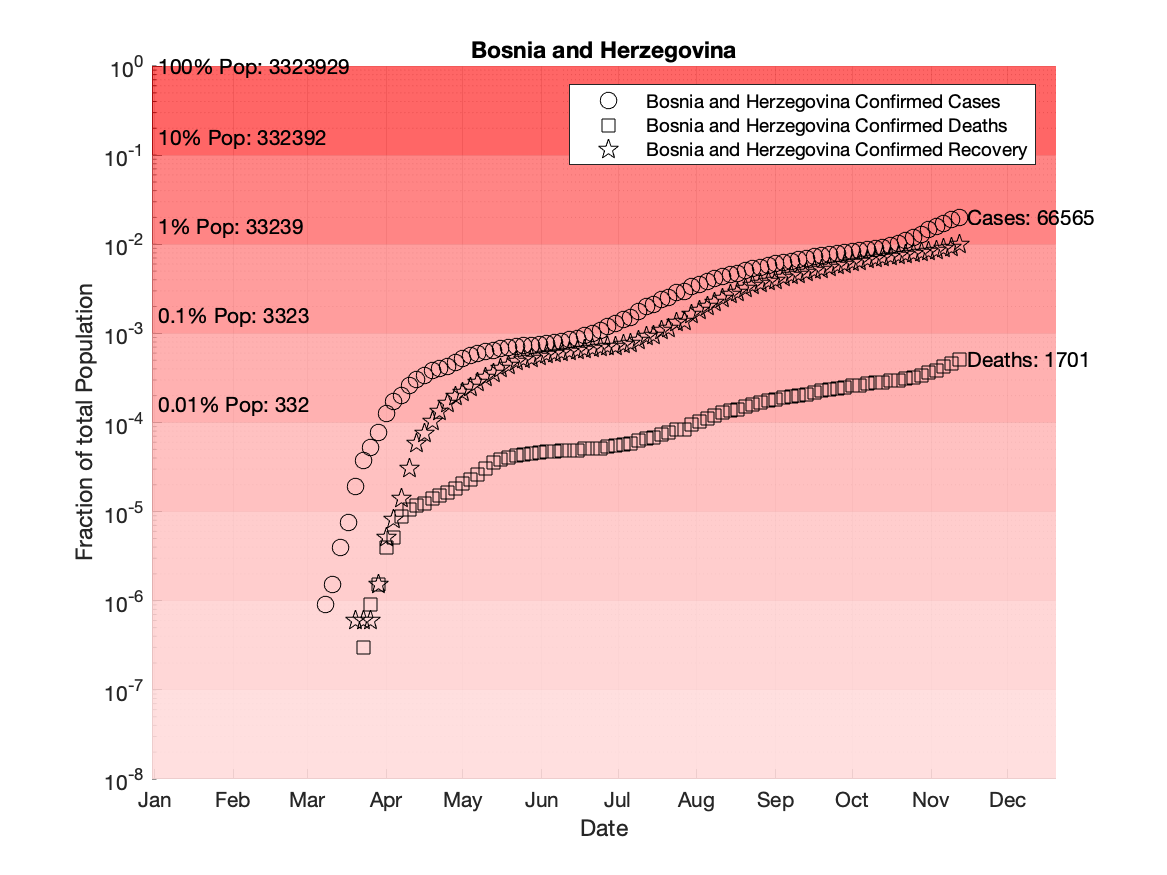 Bosnia and Herzegovina
10^0
100% Pop: 3323929
Bosnia and Herzegovina Confirmed Cases
Bosnia and Herzegovina Confirmed Deaths
Bosnia and Herzegovina Confirmed Recovery
10% Pop: 332392
10^-1
1% Pop: 33239
Cases: 66565
10^-2
0.1% Pop: 3323
10^-3
Deaths: 1701
0.01% Pop: 332
10^-4
10^-5
10^-6
10^-7
10^-8
Fraction of total Population
Jan Feb Mar Apr May Jun Jul Aug Sep Oct Nov Dec
Date